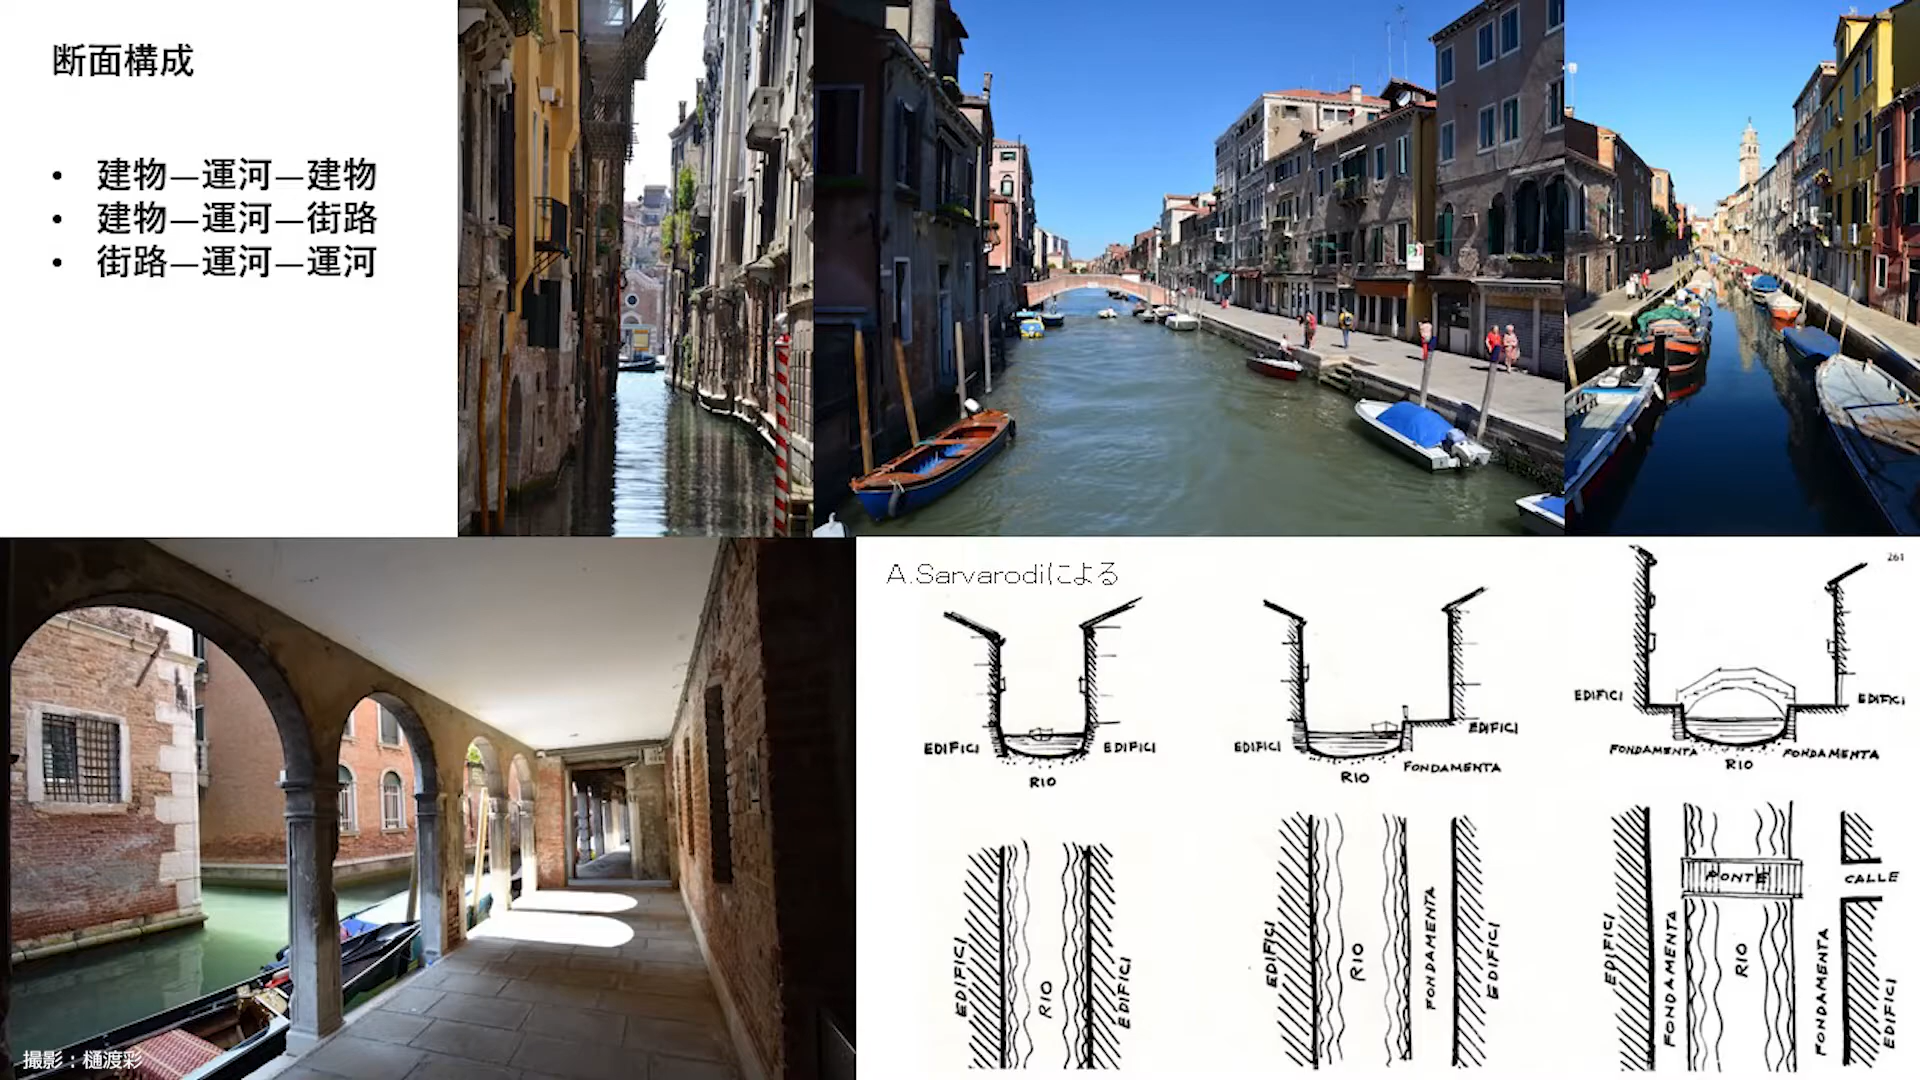 断面構成
• 建物―運河―建物
• 建物―運河―街路
• 街路―運河―運河
撮影：樋渡彩
A.Sarvarodiによる
261
EDIFICI
EDIFICI
RIO
EDIFICI
EDIFICI
RIO
FONDAMENTA
EDIFICI
EDIFICI
FONDAMENTA
RIO
FONDAMENTA
EDIFICI
RIO
EDIFICI
EDIFICI
RIO
FONDAMENTA
EDIFICI
PONTE
CALLE
EDIFICI
FONDAMENTA
RIO
FONDAMENTA
EDIFICI